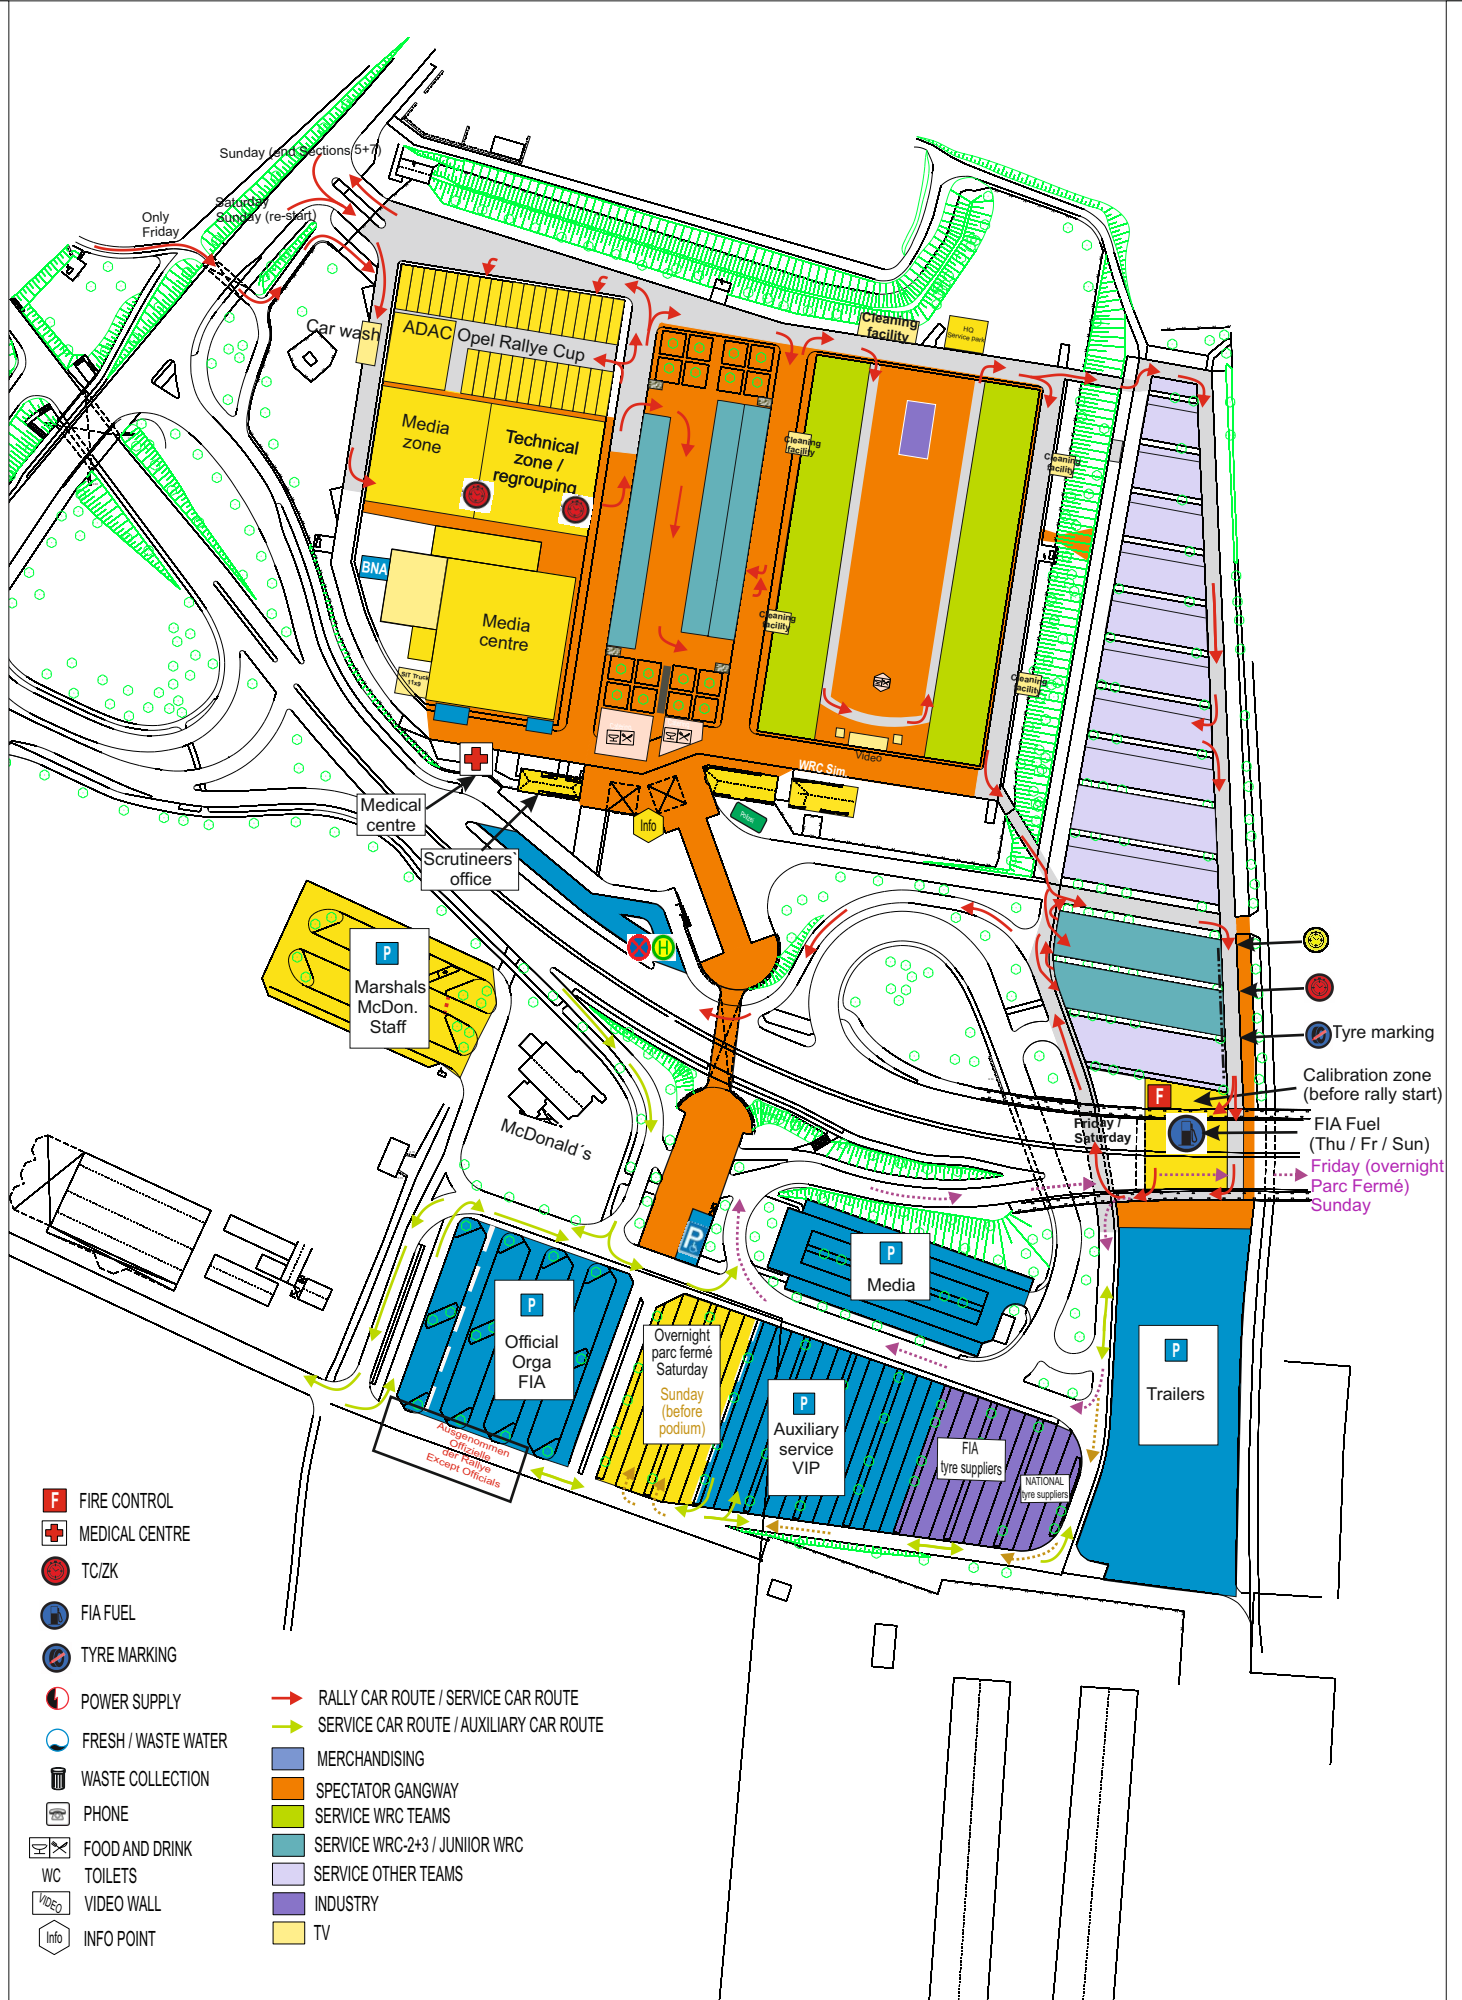 Sunday (end Sections 5+7)
Saturday
Sunday (re-start)
Only
Friday
Car wash
ADAC Opel Rallye Cup
Cleaning
facility
HQ
Service park
Media
zone
Technical
zone /
regrouping
Cleaning
facility
Cleaning
facility
BNA
Media
centre
SIT Truck
11x9
Cleaning
facility
Cleaning
facility
Video
WRC Sim.
Medical
centre
Info
Scrutineers`
office
H
P
Marshals
McDon.
Staff
McDonald´s
Tyre marking
F
Calibration zone
(before rally start)
Friday /
Saturday
FIA Fuel
(Thu / Fr / Sun)
Friday (overnight
Parc Fermé)
Sunday
P
P
Media
P
Official
Orga
FIA
Overnight
parc fermé
Saturday
Sunday
(before
podium)
P
Auxiliary
service
VIP
P
Trailers
FIA
tyre suppliers
NATIONAL
tyre suppliers
Ausgenommen
Offizielle
der Rallye
Except Officials
F FIRE CONTROL
MEDICAL CENTRE
TC/ZK
FIA FUEL
TYRE MARKING
POWER SUPPLY
FRESH / WASTE WATER
WASTE COLLECTION
PHONE
FOOD AND DRINK
WC TOILETS
VIDEO VIDEO WALL
Info INFO POINT
RALLY CAR ROUTE / SERVICE CAR ROUTE
SERVICE CAR ROUTE / AUXILIARY CAR ROUTE
MERCHANDISING
SPECTATOR GANGWAY
SERVICE WRC TEAMS
SERVICE WRC-2+3 / JUNIIOR WRC
SERVICE OTHER TEAMS
INDUSTRY
TV